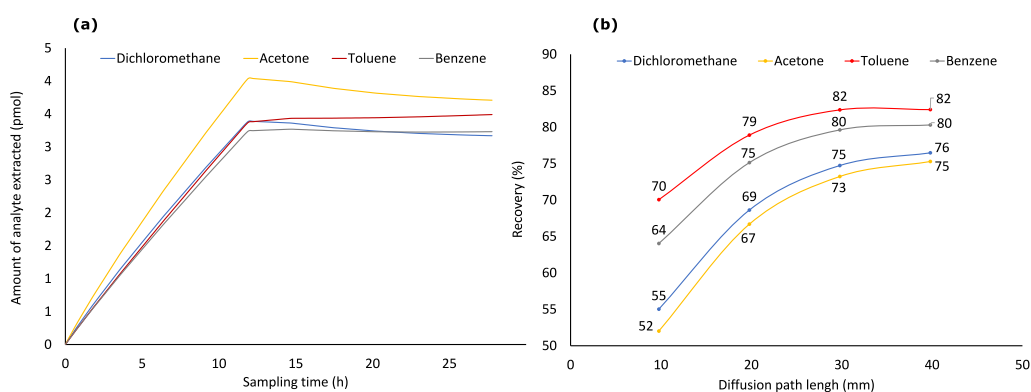 (a)
Dichloromethane Acetone Toluene Benzene
Amount of analyte extracted (pmol)
5
4
4
3
3
2
2
1
1
0
0 5 10 15 20 25
Sampling time (h)
(b)
Dichloromethane Acetone Toluene Benzene
Recovery (%)
90
85
80
75
70
65
60
55
50
70 79 82 82
64 75 80 80
55 69 75 76
52 67 73 75
0 10 20 30 40 50
Diffusion path lengh (mm)